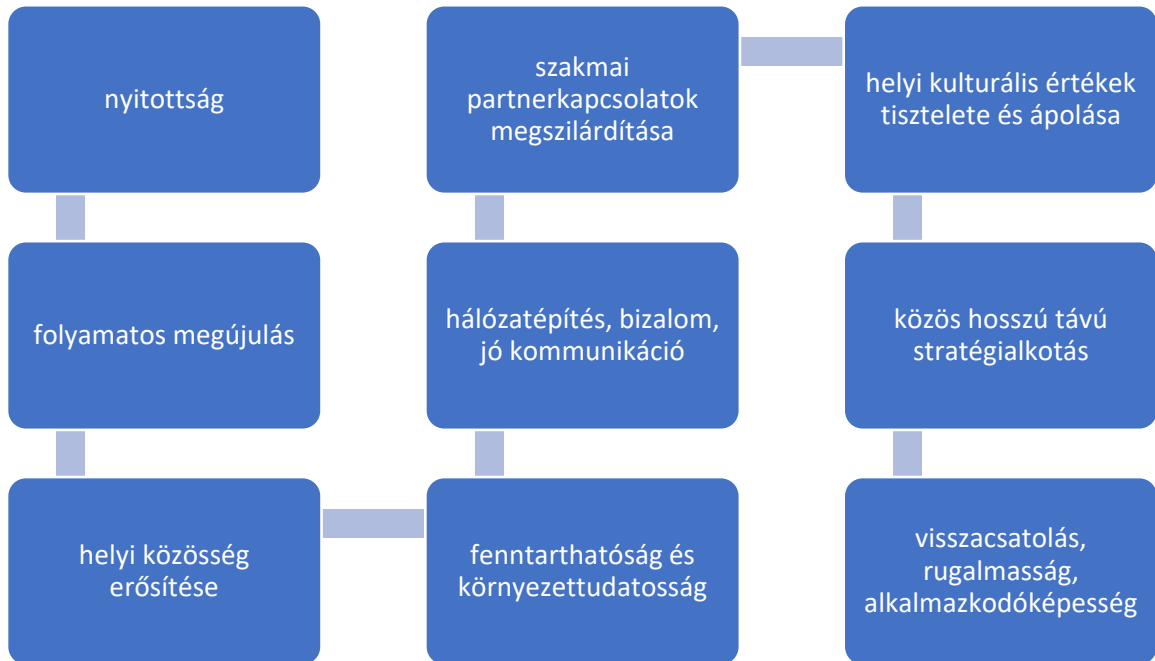 nyitottság
folyamatos megújulás
helyi közösség
erősítése
fenntarthatóság és
környezettudatosság
hálózatépítés, bizalom,
jó kommunikáció
szakmai
partnerkapcsolatok
megszilárdítása
helyi kulturális értékek
tisztelete és ápolása
közös hosszú távú
stratégialkotás
visszacsatolás,
rugalmasság,
alkalmazkodóképesség